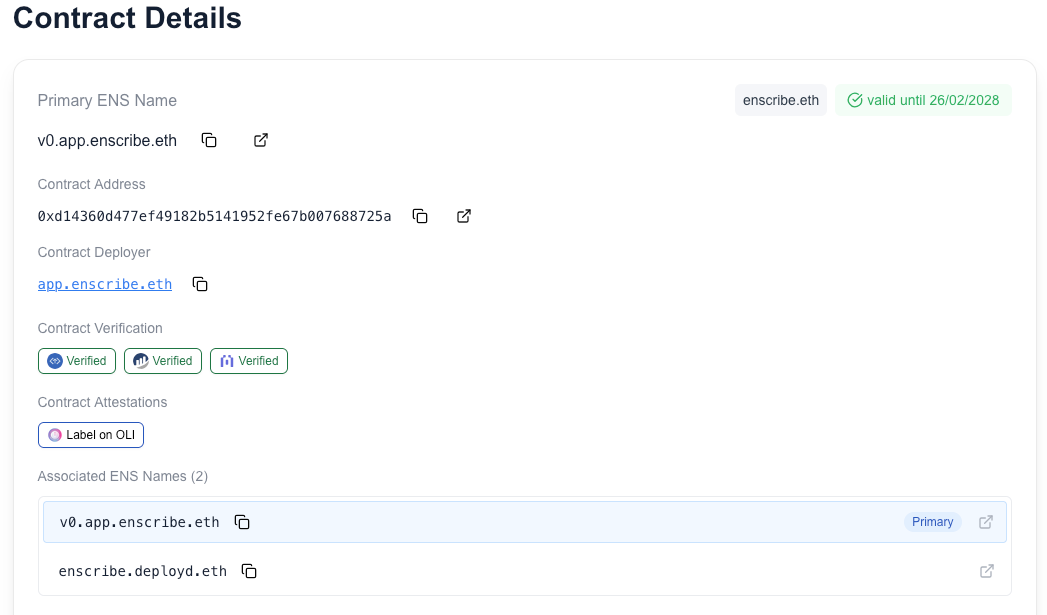 Contract Details
Primary ENS Name
enscribe.eth
valid until 26/02/2028
v0.app.enscribe.eth
Contract Address
0xd14360d477ef49182b5141952fe67b007688725a
Contract Deployer
app.enscribe.eth
Contract Verification
Verified Verified Verified
Contract Attestations
Label on OLI
Associated ENS Names (2)
v0.app.enscribe.eth Primary
enscribe.deployd.eth